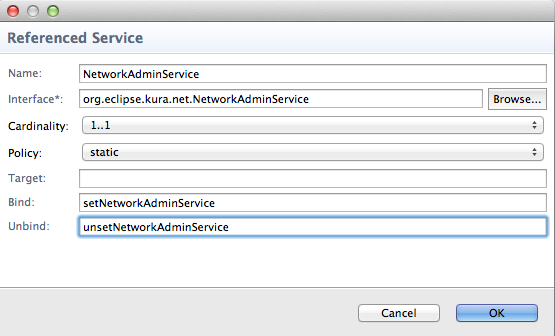 Referenced Service
Name: NetworkAdminService
Interface*: org.eclipse.kura.net.NetworkAdminService Browse...
Cardinality: 1..1
Policy: static
Target:
Bind: setNetworkAdminService
Unbind: unsetNetworkAdminService
Cancel OK